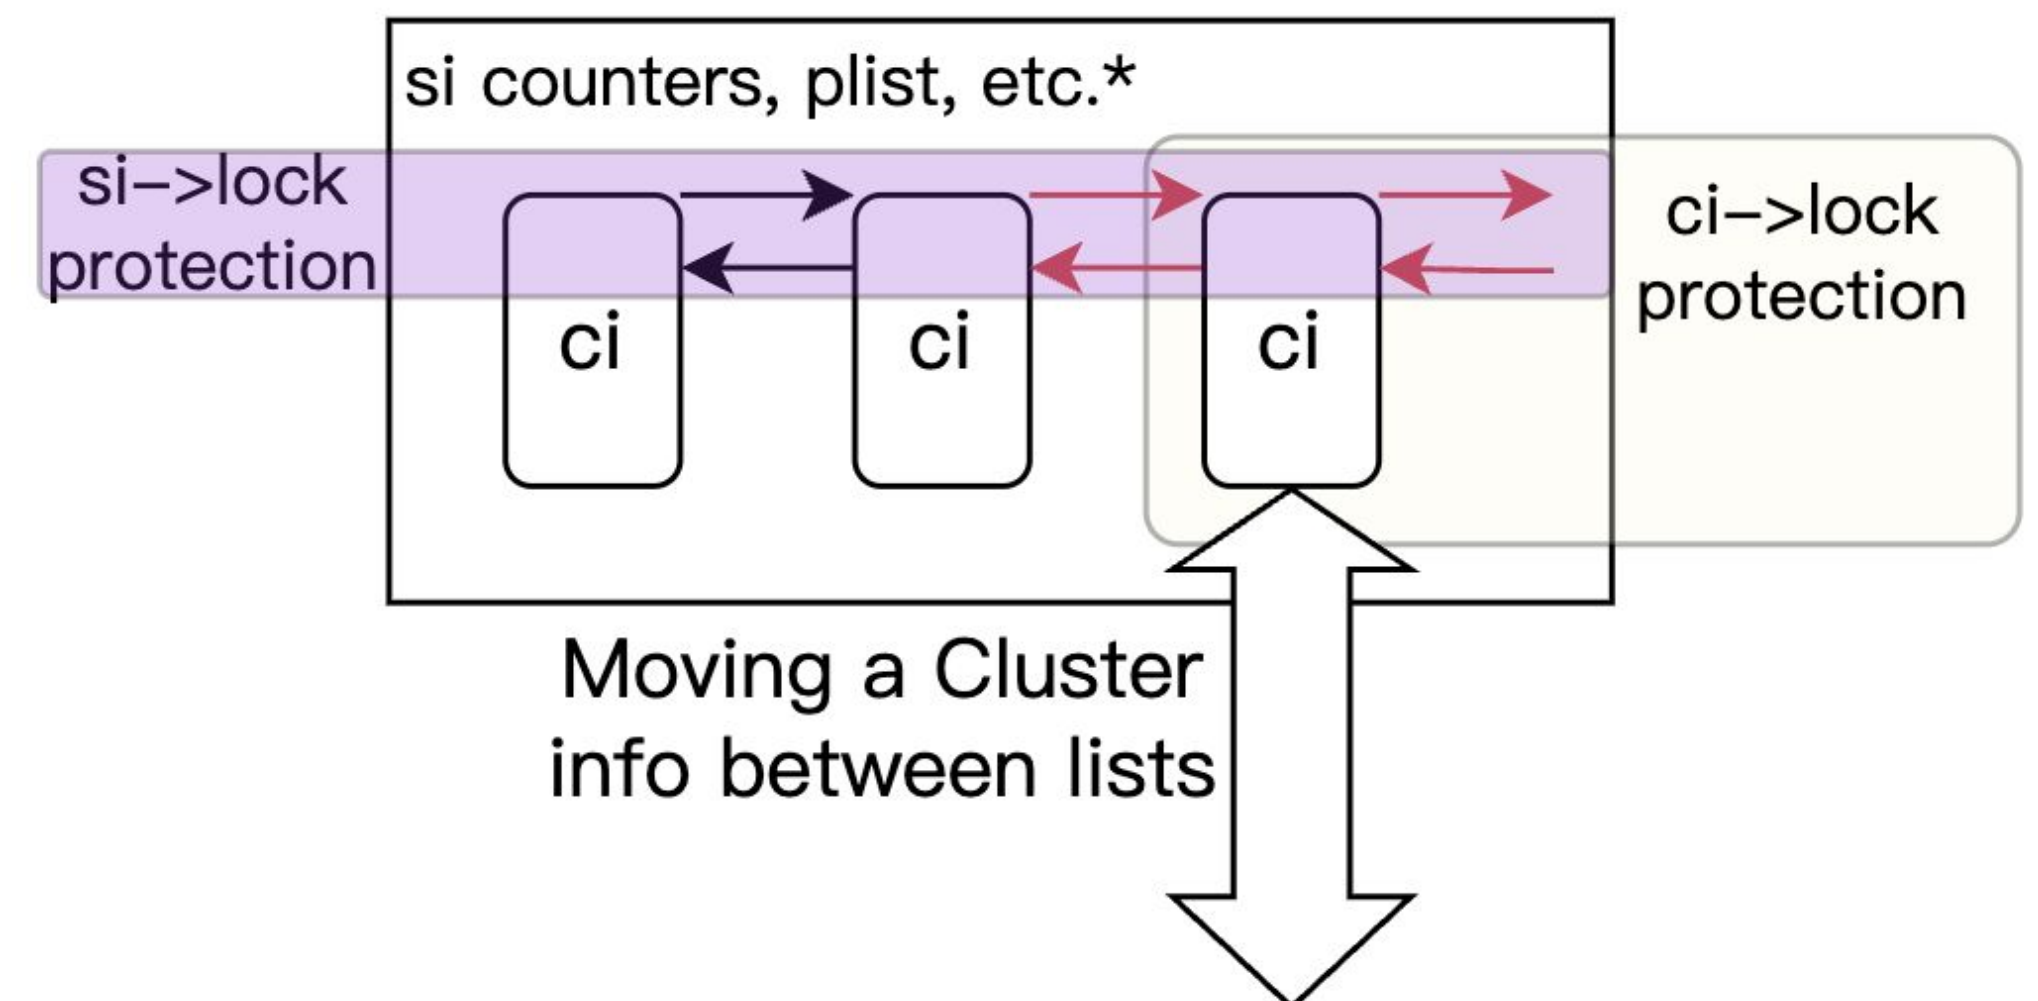 si counters, plist, etc.*
si->lock
protection
ci->lock
protection
ci
ci
ci
Moving a Cluster
info between lists